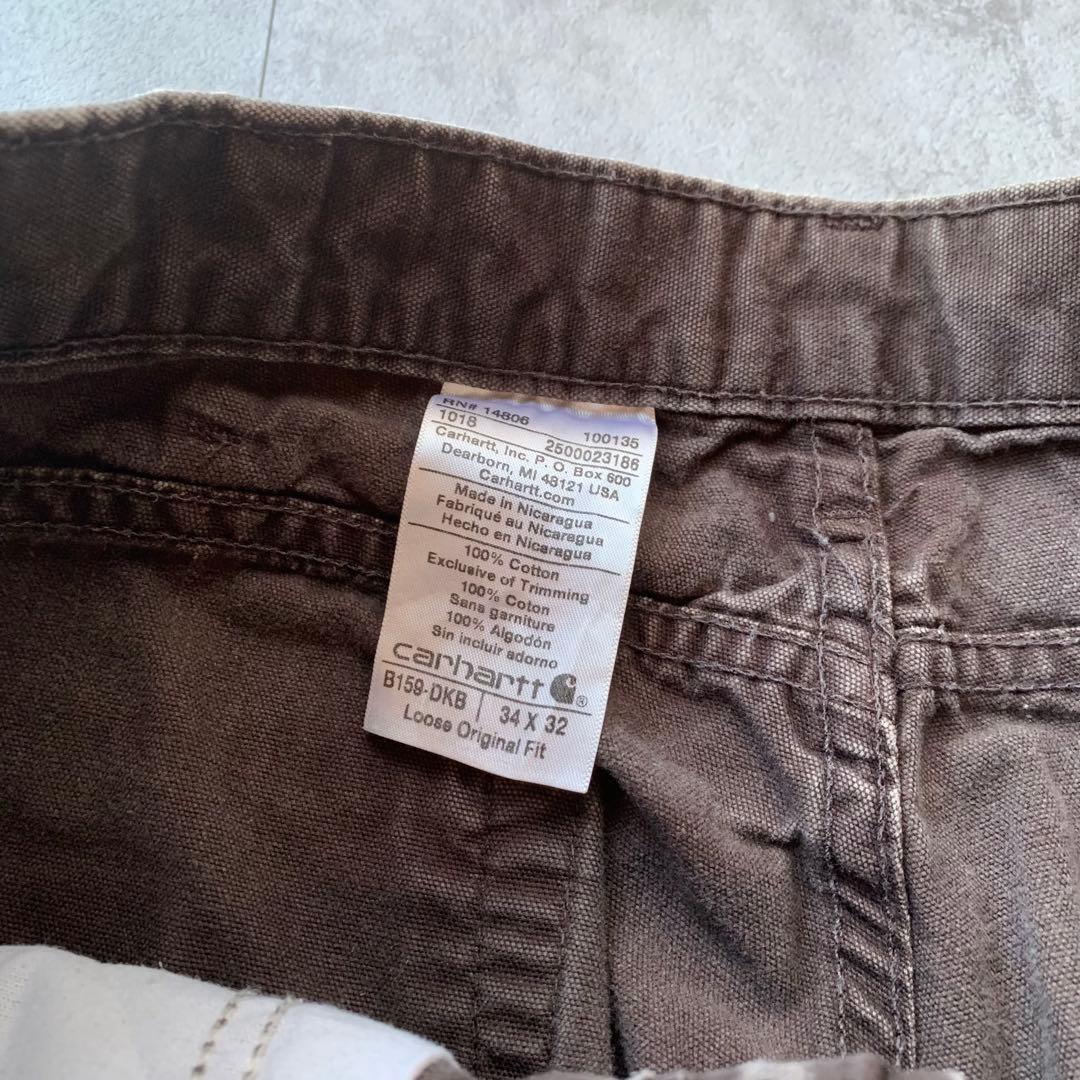 RN# 14806
1018 100135
2500023186
Carhartt, Inc. P. O. Box 600
Dearborn, MI 48121 USA
Carhartt.com
Made in Nicaragua
Fabriqué au Nicaragua
Hecho en Nicaragua
100% Cotton
Exclusive of Trimming
100% Coton
Sans garniture
100% Algodón
Sin incluir adorno
carhartt ®
B159-DKB 34 X 32
Loose Original Fit